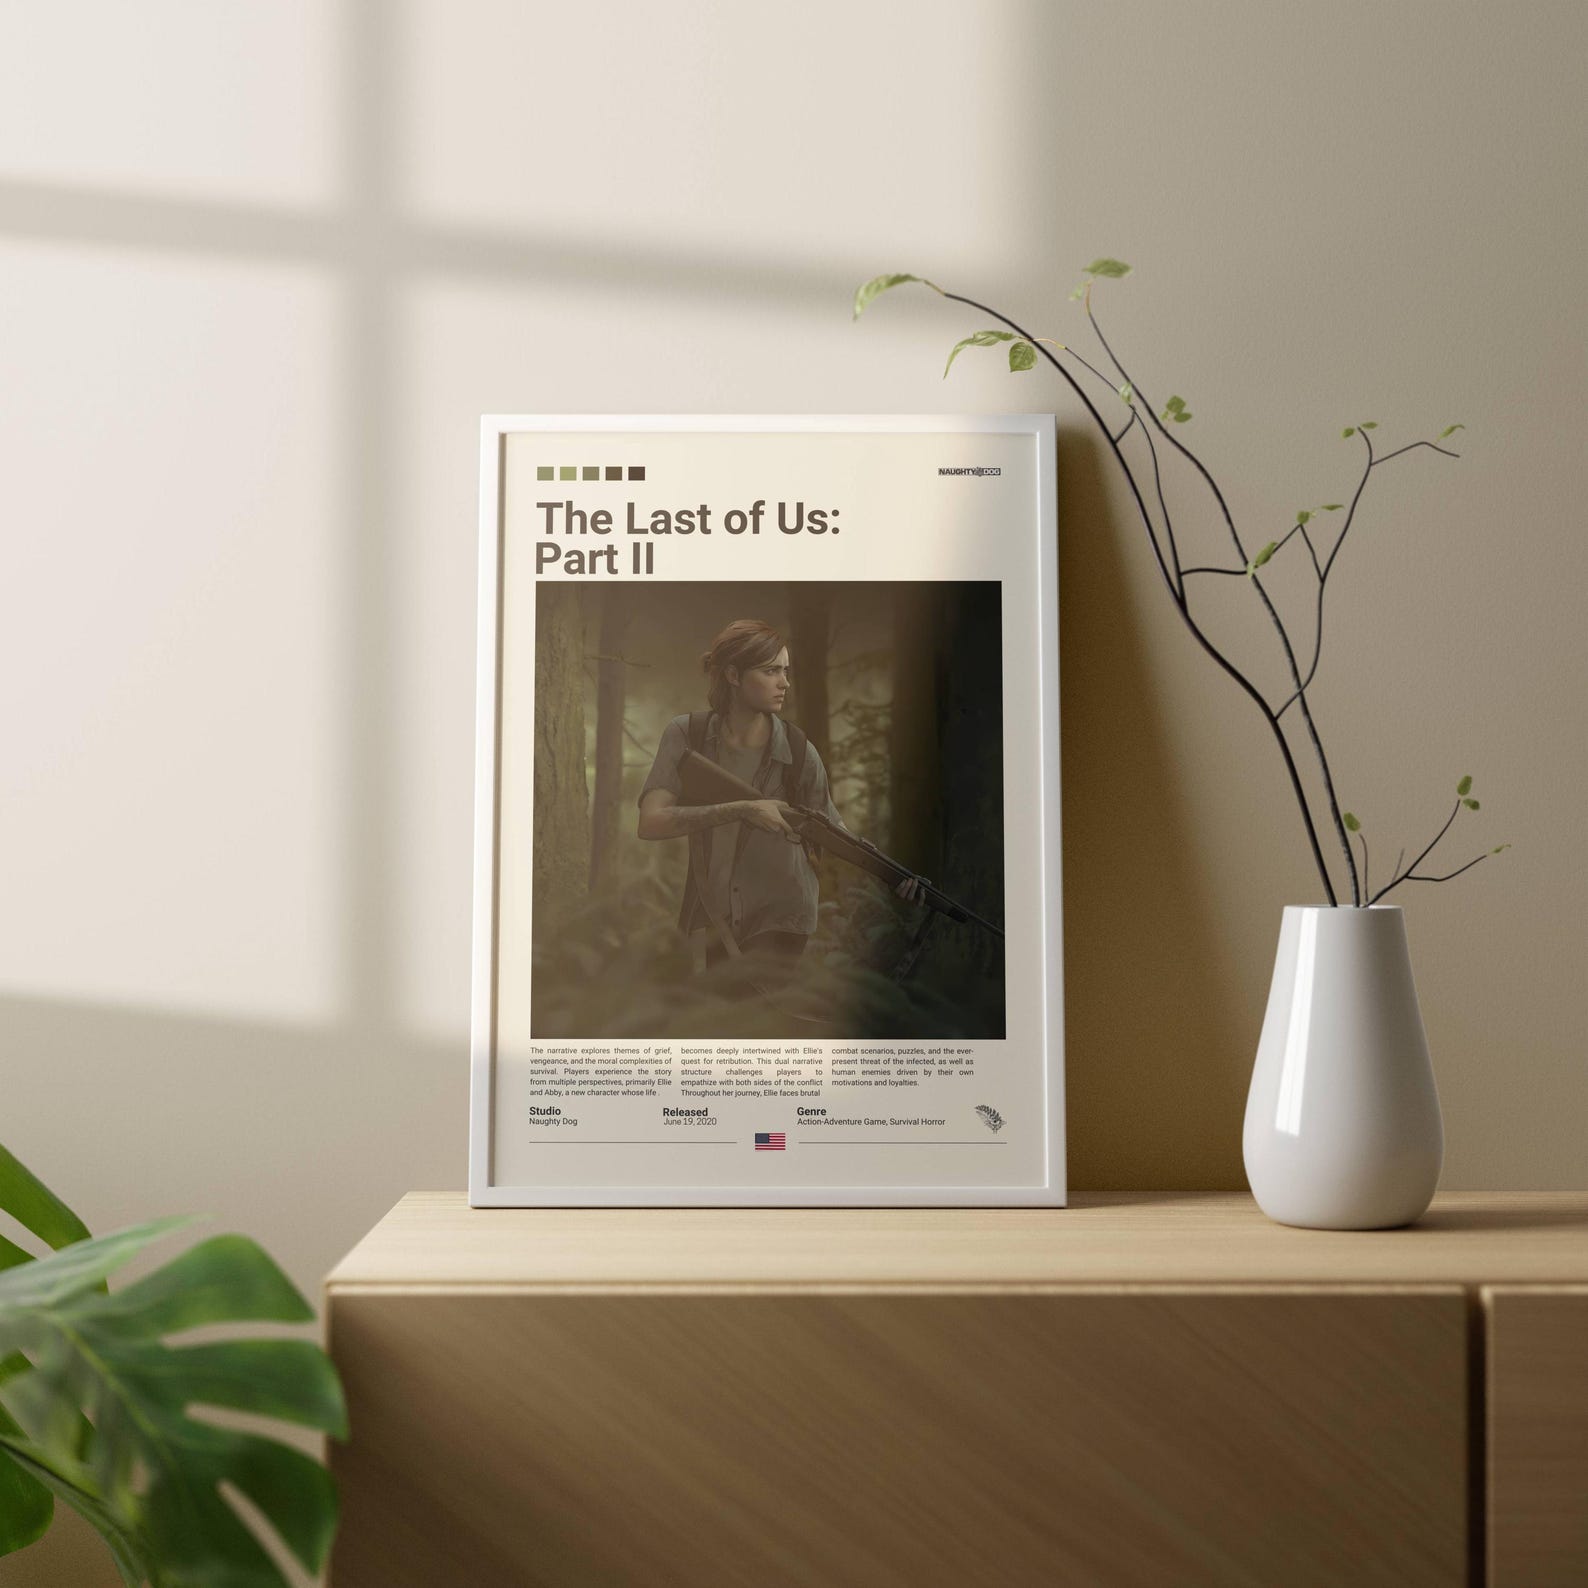 NAUGHTY DOG
The Last of Us:
Part II
The narrative explores themes of grief,
vengeance, and the moral complexities of
survival. Players experience the story
from multiple perspectives, primarily Ellie
and Abby, a new character whose life .
becomes deeply intertwined with Ellie's
quest for retribution. This dual narrative
structure challenges players to
empathize with both sides of the conflict
Throughout her journey, Ellie faces brutal
combat scenarios, puzzles, and the ever-
present threat of the infected, as well as
human enemies driven by their own
motivations and loyalties.
Studio
Naughty Dog
Released
June 19, 2020
Genre
Action-Adventure Game, Survival Horror